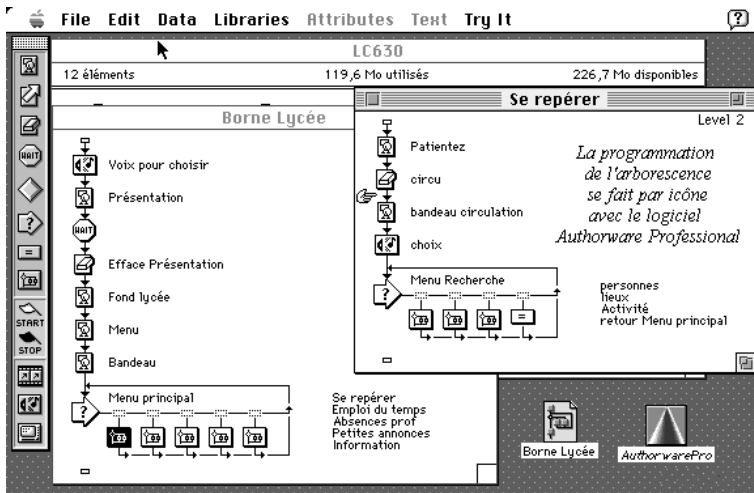 File Edit Data Libraries Attributes Text Try It
LC630
12 éléments 119,6 Mo utilisés 226,7 Mo disponibles
Borne Lycée
Voix pour choisir
Présentation
WAIT
Efface Présentation
Fond lycée
Menu
Bandeau
Menu principal
Se repérer
Emploi du temps
Absences prof
Petites annonces
Information
Se repérer
Level 2
Patientez
circu
bandeau circulation
choix
Menu Recherche
personnes
lieux
Activité
retour Menu principal
La programmation
de l'arborescence
se fait par icône
avec le logiciel
Authorware Professional
WAIT
START
STOP
Borne Lycée
AuthorwarePro